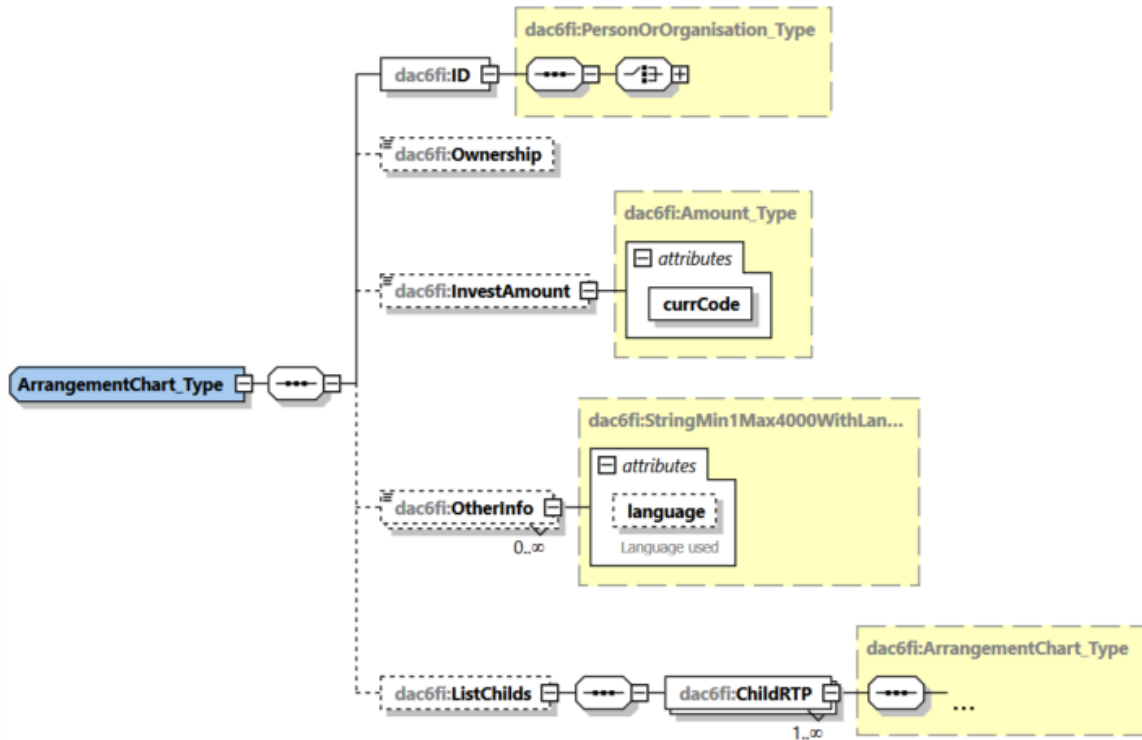 dac6fi:PersonOrOrganisation_Type
dac6fi:ID
dac6fi:Ownership
dac6fi:Amount_Type
attributes
dac6fi:InvestAmount
currCode
ArrangementChart_Type
dac6fi:StringMin1Max4000WithLan...
attributes
dac6fi:OtherInfo
language
0..∞
Language used
dac6fi:ArrangementChart_Type
dac6fi:ListChilds
dac6fi:ChildRTP
...
1..∞